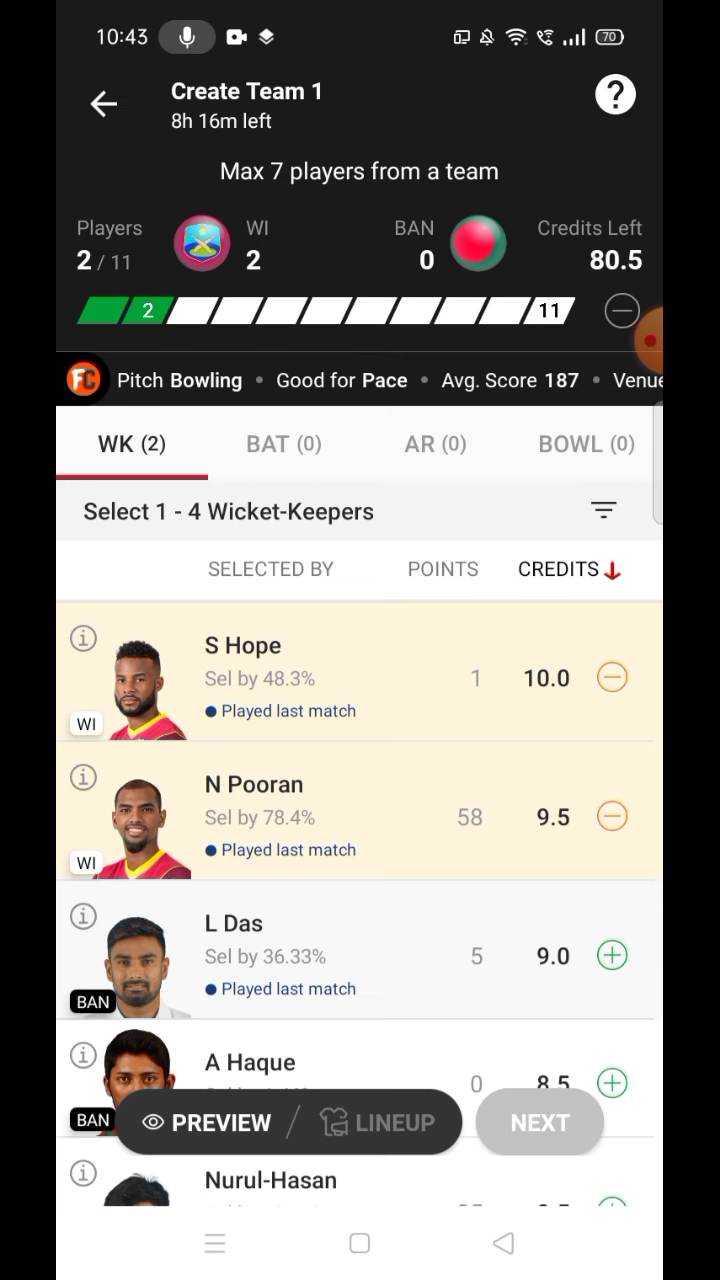 10:43 70
Create Team 1
8h 16m left
?
Max 7 players from a team
Players WI BAN Credits Left
2 / 11 2 0 80.5
2 11
FC Pitch Bowling • Good for Pace • Avg. Score 187 • Venue
WK (2) BAT (0) AR (0) BOWL (0)
Select 1 - 4 Wicket-Keepers
SELECTED BY POINTS CREDITS
S Hope
Sel by 48.3% 1 10.0
Played last match
WI
N Pooran
Sel by 78.4% 58 9.5
Played last match
WI
L Das
Sel by 36.33% 5 9.0
Played last match
BAN
A Haque
0 8.5
BAN
PREVIEW / LINEUP NEXT
Nurul-Hasan